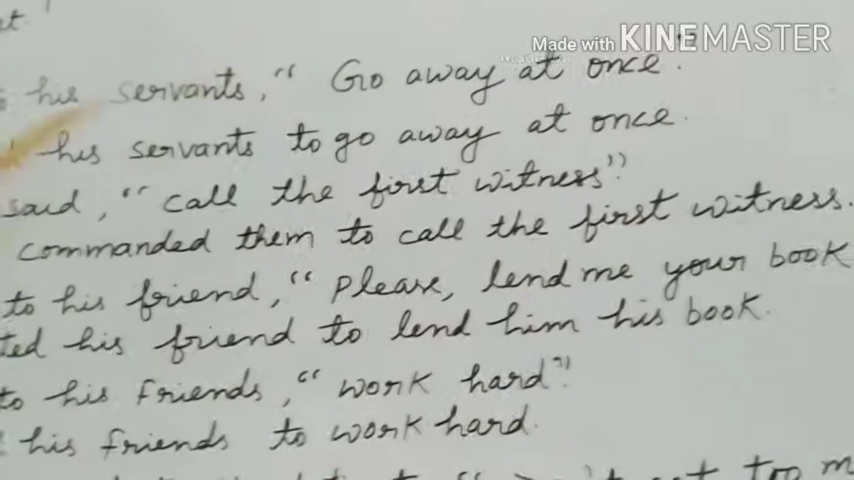 Made with KINEMASTER
his servants, "Go away at once."
his servants to go away at once.
said, "call the first witness".
commanded them to call the first witness.
to his friend, "Please, lend me your book
ted his friend to lend him his book.
to his friends, "work hard".
his friends to work hard.
too m